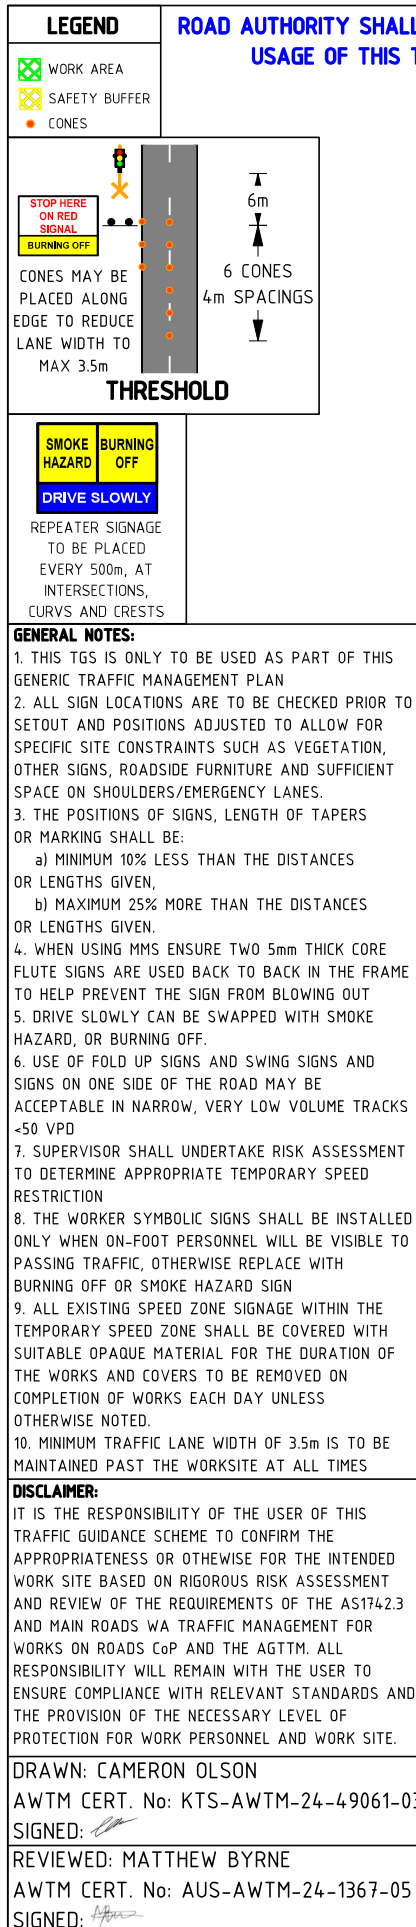 LEGEND
ROAD AUTHORITY SHALL
USAGE OF THIS
WORK AREA
SAFETY BUFFER
CONES
STOP HERE
ON RED
SIGNAL
BURNING OFF
6m
6 CONES
4m SPACINGS
CONES MAY BE
PLACED ALONG
EDGE TO REDUCE
LANE WIDTH TO
MAX 3.5m
THRESHOLD
SMOKE HAZARD
BURNING OFF
DRIVE SLOWLY
REPEATER SIGNAGE
TO BE PLACED
EVERY 500m, AT
INTERSECTIONS,
CURVS AND CRESTS
GENERAL NOTES:
1. THIS TGS IS ONLY TO BE USED AS PART OF THIS
GENERIC TRAFFIC MANAGEMENT PLAN
2. ALL SIGN LOCATIONS ARE TO BE CHECKED PRIOR TO
SETOUT AND POSITIONS ADJUSTED TO ALLOW FOR
SPECIFIC SITE CONSTRAINTS SUCH AS VEGETATION,
OTHER SIGNS, ROADSIDE FURNITURE AND SUFFICIENT
SPACE ON SHOULDERS/EMERGENCY LANES.
3. THE POSITIONS OF SIGNS, LENGTH OF TAPERS
OR MARKING SHALL BE:
a) MINIMUM 10% LESS THAN THE DISTANCES
OR LENGTHS GIVEN,
b) MAXIMUM 25% MORE THAN THE DISTANCES
OR LENGTHS GIVEN.
4. WHEN USING MMS ENSURE TWO 5mm THICK CORE
FLUTE SIGNS ARE USED BACK TO BACK IN THE FRAME
TO HELP PREVENT THE SIGN FROM BLOWING OUT
5. DRIVE SLOWLY CAN BE SWAPPED WITH SMOKE
HAZARD, OR BURNING OFF.
6. USE OF FOLD UP SIGNS AND SWING SIGNS AND
SIGNS ON ONE SIDE OF THE ROAD MAY BE
ACCEPTABLE IN NARROW, VERY LOW VOLUME TRACKS
<50 VPD
7. SUPERVISOR SHALL UNDERTAKE RISK ASSESSMENT
TO DETERMINE APPROPRIATE TEMPORARY SPEED
RESTRICTION
8. THE WORKER SYMBOLIC SIGNS SHALL BE INSTALLED
ONLY WHEN ON-FOOT PERSONNEL WILL BE VISIBLE TO
PASSING TRAFFIC, OTHERWISE REPLACE WITH
BURNING OFF OR SMOKE HAZARD SIGN
9. ALL EXISTING SPEED ZONE SIGNAGE WITHIN THE
TEMPORARY SPEED ZONE SHALL BE COVERED WITH
SUITABLE OPAQUE MATERIAL FOR THE DURATION OF
THE WORKS AND COVERS TO BE REMOVED ON
COMPLETION OF WORKS EACH DAY UNLESS
OTHERWISE NOTED.
10. MINIMUM TRAFFIC LANE WIDTH OF 3.5m IS TO BE
MAINTAINED PAST THE WORKSITE AT ALL TIMES
DISCLAIMER:
IT IS THE RESPONSIBILITY OF THE USER OF THIS
TRAFFIC GUIDANCE SCHEME TO CONFIRM THE
APPROPRIATENESS OR OTHEWISE FOR THE INTENDED
WORK SITE BASED ON RIGOROUS RISK ASSESSMENT
AND REVIEW OF THE REQUIREMENTS OF THE AS1742.3
AND MAIN ROADS WA TRAFFIC MANAGEMENT FOR
WORKS ON ROADS CoP AND THE AGTTM. ALL
RESPONSIBILITY WILL REMAIN WITH THE USER TO
ENSURE COMPLIANCE WITH RELEVANT STANDARDS AND
THE PROVISION OF THE NECESSARY LEVEL OF
PROTECTION FOR WORK PERSONNEL AND WORK SITE.
DRAWN: CAMERON OLSON
AWTM CERT. No: KTS-AWTM-24-49061-03
SIGNED:
REVIEWED: MATTHEW BYRNE
AWTM CERT. No: AUS-AWTM-24-1367-05
SIGNED: